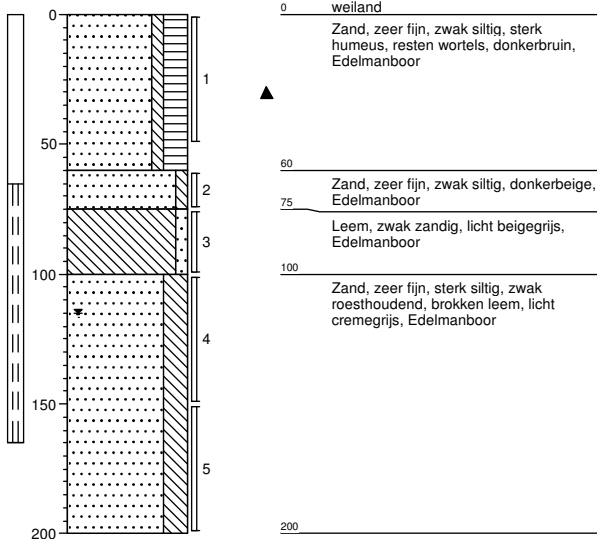 0
50
100
150
200
1
2
3
4
5
0
weiland
Zand, zeer fijn, zwak siltig, sterk
humeus, resten wortels, donkerbruin,
Edelmanboor
60
Zand, zeer fijn, zwak siltig, donkerbeige,
Edelmanboor
75
Leem, zwak zandig, licht beigegrijs,
Edelmanboor
100
Zand, zeer fijn, sterk siltig, zwak
roesthoudend, brokken leem, licht
cremegrijs, Edelmanboor
200